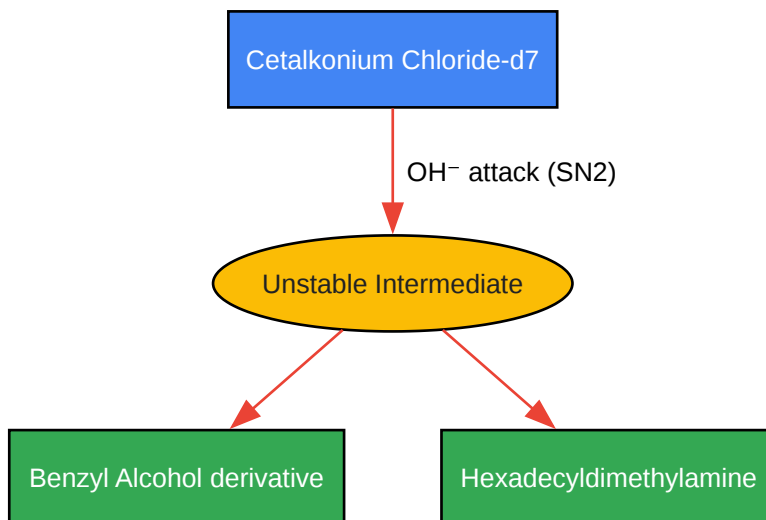 Cetalkonium Chloride-d7
OH⁻ attack (SN2)
Unstable Intermediate
Benzyl Alcohol derivative
Hexadecyldimethylamine